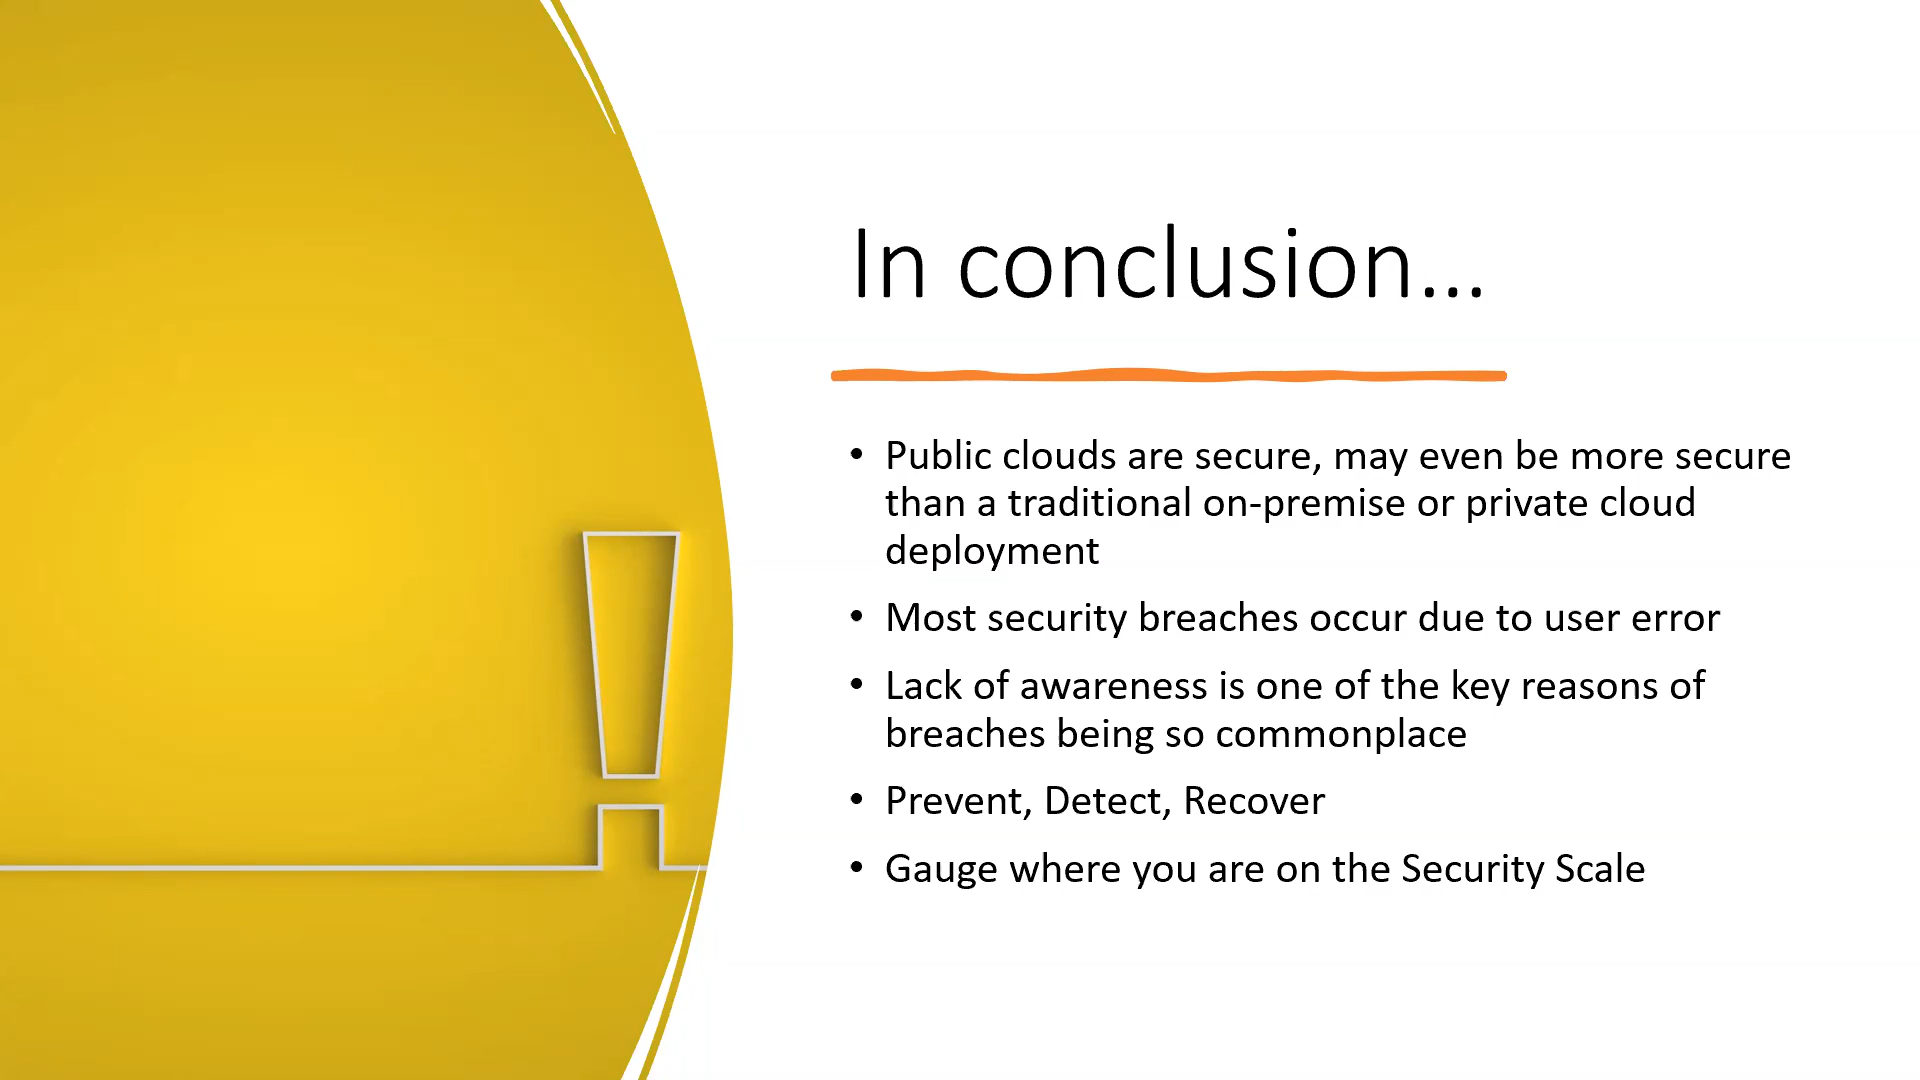 In conclusion...
• Public clouds are secure, may even be more secure
than a traditional on-premise or private cloud
deployment
• Most security breaches occur due to user error
• Lack of awareness is one of the key reasons of
breaches being so commonplace
• Prevent, Detect, Recover
• Gauge where you are on the Security Scale